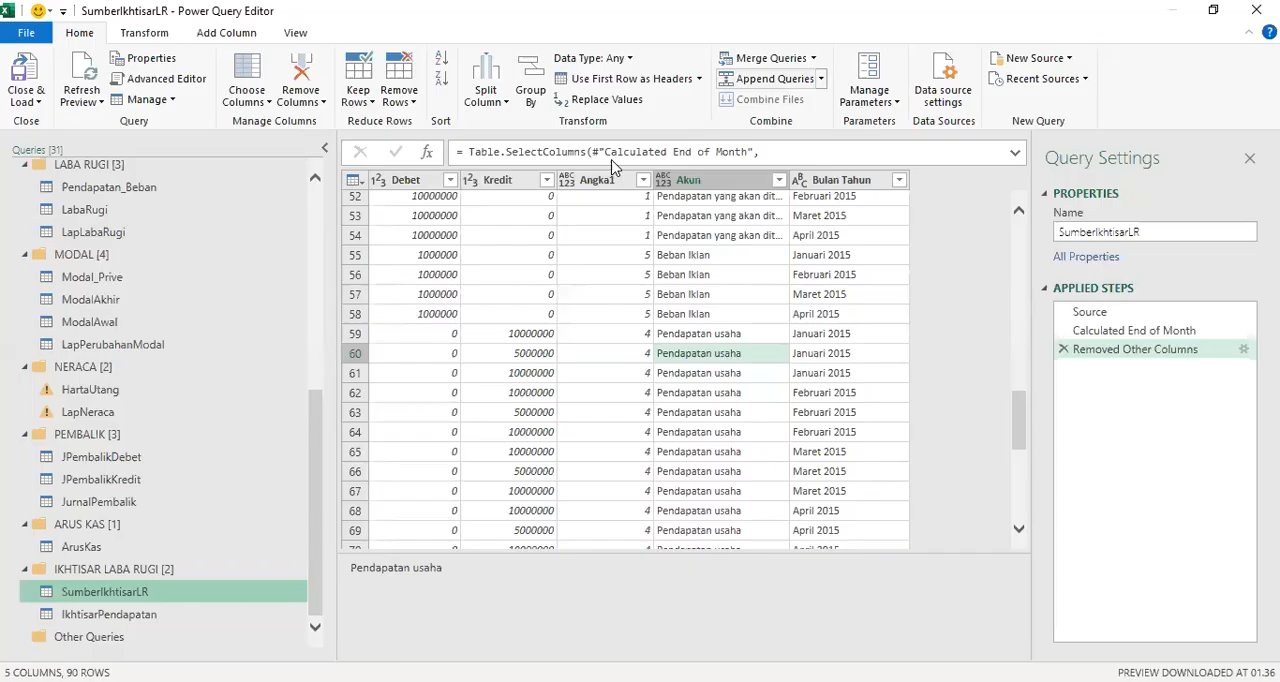 SumberIkhtisarLR - Power Query Editor
File Home Transform Add Column View
Close & Load
Close
Refresh Preview
Properties
Advanced Editor
Manage
Query
Choose Columns
Remove Columns
Manage Columns
Keep Rows
Remove Rows
Reduce Rows
Sort
Split Column
Group By
Data Type: Any
Use First Row as Headers
Replace Values
Transform
Merge Queries
Append Queries
Combine Files
Combine
Manage Parameters
Parameters
Data source settings
Data Sources
New Source
Recent Sources
New Query
Queries [31]
LABA RUGI [3]
Pendapatan_Beban
LabaRugi
LapLabaRugi
MODAL [4]
Modal_Prive
ModalAkhir
ModalAwal
LapPerubahanModal
NERACA [2]
HartaUtang
LapNeraca
PEMBALIK [3]
JPembalikDebet
JPembalikKredit
JurnalPembalik
ARUS KAS [1]
ArusKas
IKHTISAR LABA RUGI [2]
SumberIkhtisarLR
IkhtisarPendapatan
Other Queries
= Table.SelectColumns(#"Calculated End of Month",
Debet Kredit Angka1 Akun Bulan Tahun
52 10000000 0 1 Pendapatan yang akan dit... Februari 2015
53 10000000 0 1 Pendapatan yang akan dit... Maret 2015
54 10000000 0 1 Pendapatan yang akan dit... April 2015
55 1000000 0 5 Beban Iklan Januari 2015
56 1000000 0 5 Beban Iklan Februari 2015
57 1000000 0 5 Beban Iklan Maret 2015
58 1000000 0 5 Beban Iklan April 2015
59 0 10000000 4 Pendapatan usaha Januari 2015
60 0 5000000 4 Pendapatan usaha Januari 2015
61 0 10000000 4 Pendapatan usaha Januari 2015
62 0 10000000 4 Pendapatan usaha Februari 2015
63 0 5000000 4 Pendapatan usaha Februari 2015
64 0 10000000 4 Pendapatan usaha Februari 2015
65 0 10000000 4 Pendapatan usaha Maret 2015
66 0 5000000 4 Pendapatan usaha Maret 2015
67 0 10000000 4 Pendapatan usaha Maret 2015
68 0 10000000 4 Pendapatan usaha April 2015
69 0 5000000 4 Pendapatan usaha April 2015
Pendapatan usaha
Query Settings
PROPERTIES
Name
SumberIkhtisarLR
All Properties
APPLIED STEPS
Source
Calculated End of Month
Removed Other Columns
5 COLUMNS, 90 ROWS
PREVIEW DOWNLOADED AT 01.36